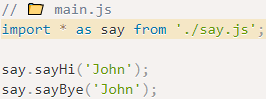 // 📁 main.js
import * as say from './say.js';
say.sayHi('John');
say.sayBye('John');